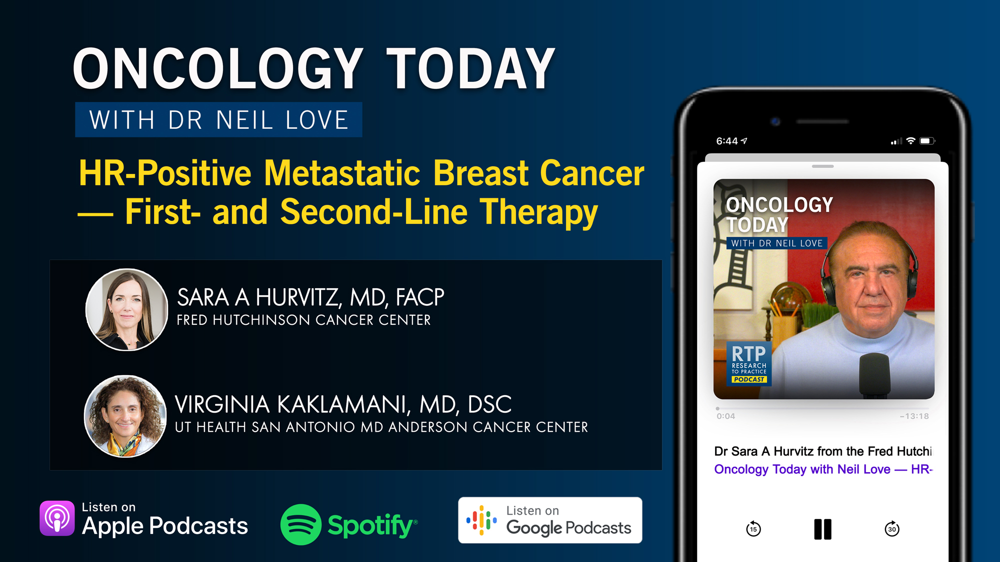 ONCOLOGY TODAY
WITH DR NEIL LOVE
HR-Positive Metastatic Breast Cancer
— First- and Second-Line Therapy
SARA A HURVITZ, MD, FACP
FRED HUTCHINSON CANCER CENTER
VIRGINIA KAKLAMANI, MD, DSC
UT HEALTH SAN ANTONIO MD ANDERSON CANCER CENTER
Listen on
Apple Podcasts
Spotify®
Listen on
Google Podcasts
6:44
ONCOLOGY
TODAY
WITH DR NEIL LOVE
RTP
RESEARCH
TO PRACTICE
PODCAST
0:04
−13:18
Dr Sara A Hurvitz from the Fred Hutchi
Oncology Today with Neil Love — HR-
15
30